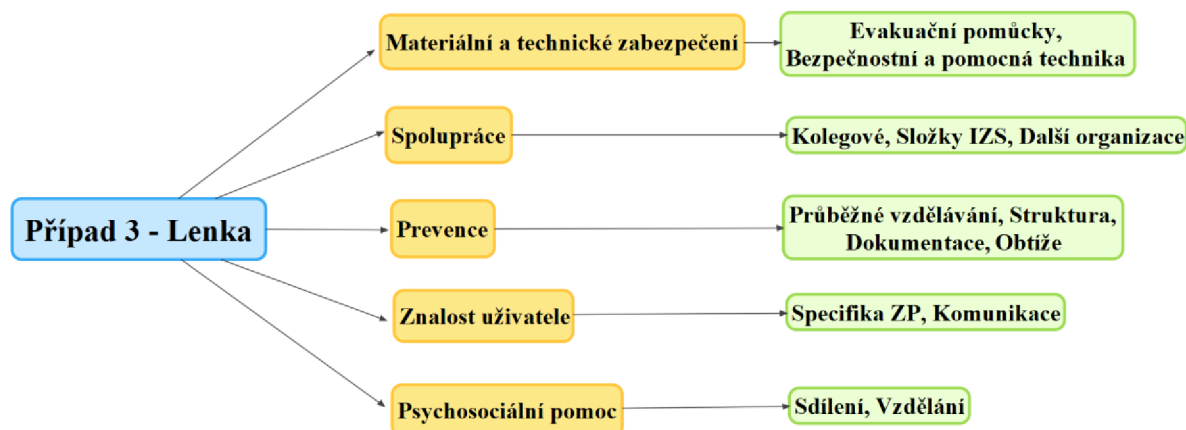 Případ 3 - Lenka
Materiální a technické zabezpečení
Evakuační pomůcky,
Bezpečnostní a pomocná technika
Spolupráce
Kolegové, Složky IZS, Další organizace
Prevence
Průběžné vzdělávání, Struktura,
Dokumentace, Obtíže
Znalost uživatele
Specifika ZP, Komunikace
Psychosociální pomoc
Sdílení, Vzdělání